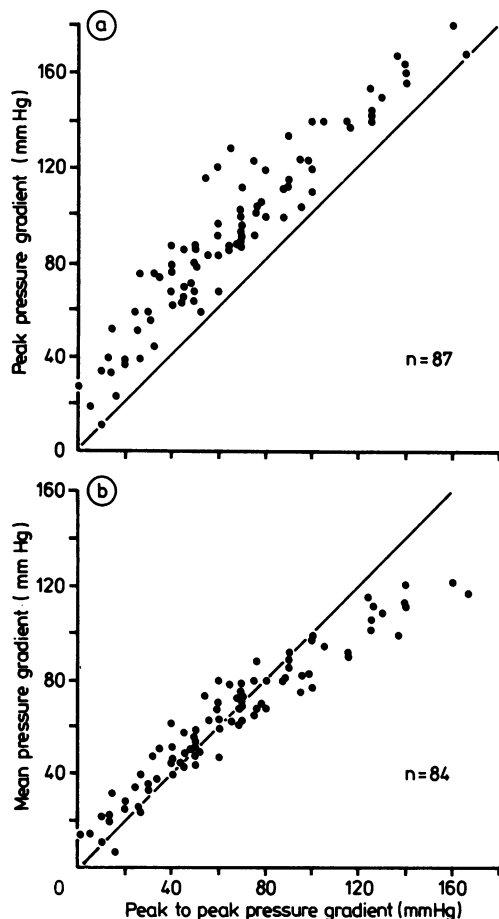 a
Peak pressure gradient (mm Hg)
160
120
80
40
0
n=87
b
Mean pressure gradient (mm Hg)
160
120
80
40
0
n=84
40 80 120 160
Peak to peak pressure gradient (mmHg)